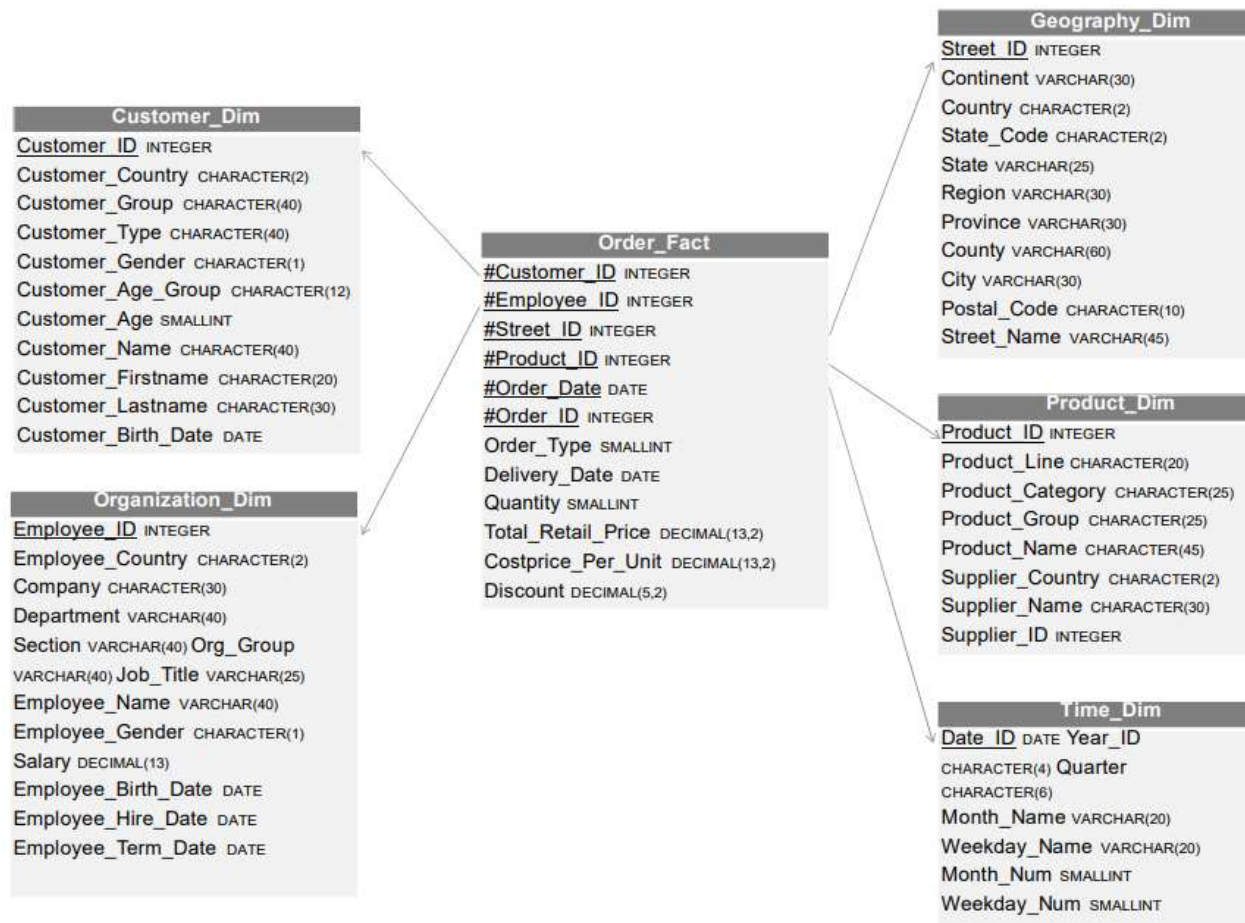 Customer_Dim
Customer_ID INTEGER
Customer_Country CHARACTER(2)
Customer_Group CHARACTER(40)
Customer_Type CHARACTER(40)
Customer_Gender CHARACTER(1)
Customer_Age_Group CHARACTER(12)
Customer_Age SMALLINT
Customer_Name CHARACTER(40)
Customer_Firstname CHARACTER(20)
Customer_Lastname CHARACTER(30)
Customer_Birth_Date DATE
Organization_Dim
Employee_ID INTEGER
Employee_Country CHARACTER(2)
Company CHARACTER(30)
Department VARCHAR(40)
Section VARCHAR(40) Org_Group
VARCHAR(40) Job_Title VARCHAR(25)
Employee_Name VARCHAR(40)
Employee_Gender CHARACTER(1)
Salary DECIMAL(13)
Employee_Birth_Date DATE
Employee_Hire_Date DATE
Employee_Term_Date DATE
Order_Fact
#Customer_ID INTEGER
#Employee_ID INTEGER
#Street_ID INTEGER
#Product_ID INTEGER
#Order_Date DATE
#Order_ID INTEGER
Order_Type SMALLINT
Delivery_Date DATE
Quantity SMALLINT
Total_Retail_Price DECIMAL(13,2)
Costprice_Per_Unit DECIMAL(13,2)
Discount DECIMAL(5,2)
Geography_Dim
Street_ID INTEGER
Continent VARCHAR(30)
Country CHARACTER(2)
State_Code CHARACTER(2)
State VARCHAR(25)
Region VARCHAR(30)
Province VARCHAR(30)
County VARCHAR(60)
City VARCHAR(30)
Postal_Code CHARACTER(10)
Street_Name VARCHAR(45)
Product_Dim
Product_ID INTEGER
Product_Line CHARACTER(20)
Product_Category CHARACTER(25)
Product_Group CHARACTER(25)
Product_Name CHARACTER(45)
Supplier_Country CHARACTER(2)
Supplier_Name CHARACTER(30)
Supplier_ID INTEGER
Time_Dim
Date_ID DATE Year_ID
CHARACTER(4) Quarter
CHARACTER(6)
Month_Name VARCHAR(20)
Weekday_Name VARCHAR(20)
Month_Num SMALLINT
Weekday_Num SMALLINT